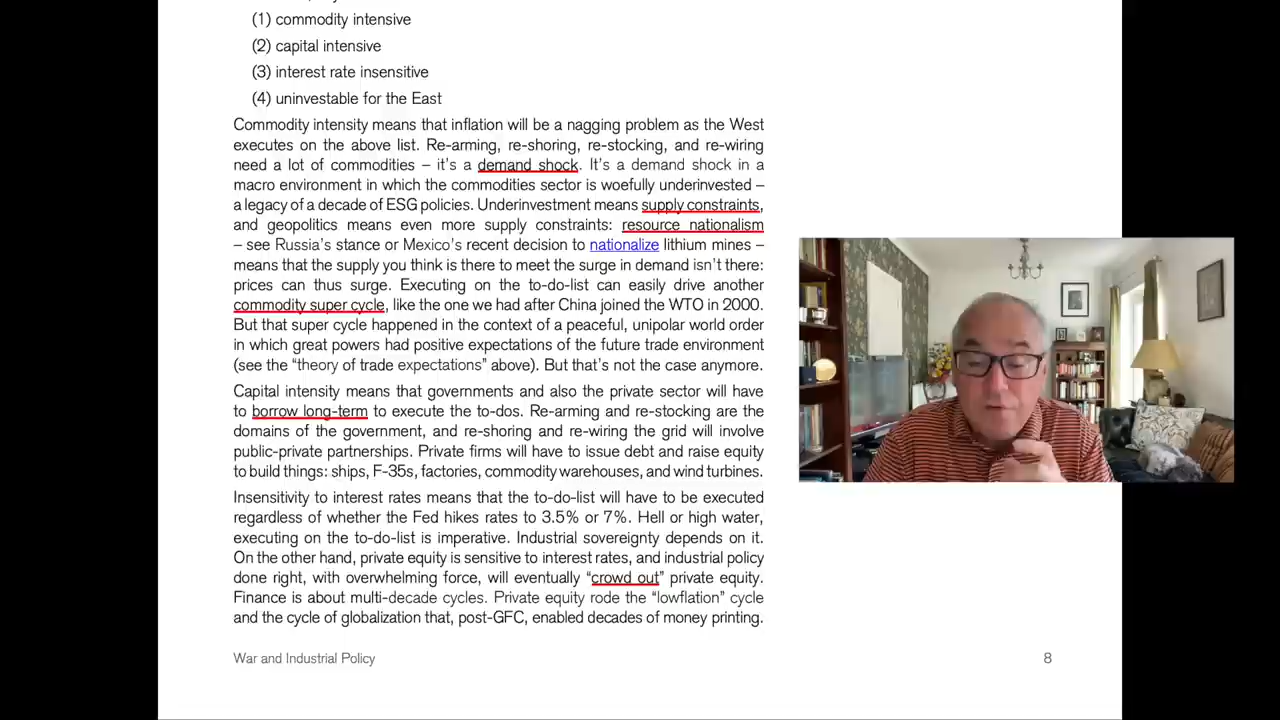 (1) commodity intensive
(2) capital intensive
(3) interest rate insensitive
(4) uninvestable for the East
Commodity intensity means that inflation will be a nagging problem as the West
executes on the above list. Re-arming, re-shoring, re-stocking, and re-wiring
need a lot of commodities – it's a demand shock. It's a demand shock in a
macro environment in which the commodities sector is woefully underinvested –
a legacy of a decade of ESG policies. Underinvestment means supply constraints,
and geopolitics means even more supply constraints: resource nationalism
– see Russia's stance or Mexico's recent decision to nationalize lithium mines –
means that the supply you think is there to meet the surge in demand isn't there:
prices can thus surge. Executing on the to-do-list can easily drive another
commodity super cycle, like the one we had after China joined the WTO in 2000.
But that super cycle happened in the context of a peaceful, unipolar world order
in which great powers had positive expectations of the future trade environment
(see the “theory of trade expectations” above). But that's not the case anymore.
Capital intensity means that governments and also the private sector will have
to borrow long-term to execute the to-dos. Re-arming and re-stocking are the
domains of the government, and re-shoring and re-wiring the grid will involve
public-private partnerships. Private firms will have to issue debt and raise equity
to build things: ships, F-35s, factories, commodity warehouses, and wind turbines.
Insensitivity to interest rates means that the to-do-list will have to be executed
regardless of whether the Fed hikes rates to 3.5% or 7%. Hell or high water,
executing on the to-do-list is imperative. Industrial sovereignty depends on it.
On the other hand, private equity is sensitive to interest rates, and industrial policy
done right, with overwhelming force, will eventually “crowd out” private equity.
Finance is about multi-decade cycles. Private equity rode the “lowflation” cycle
and the cycle of globalization that, post-GFC, enabled decades of money printing.
War and Industrial Policy 8